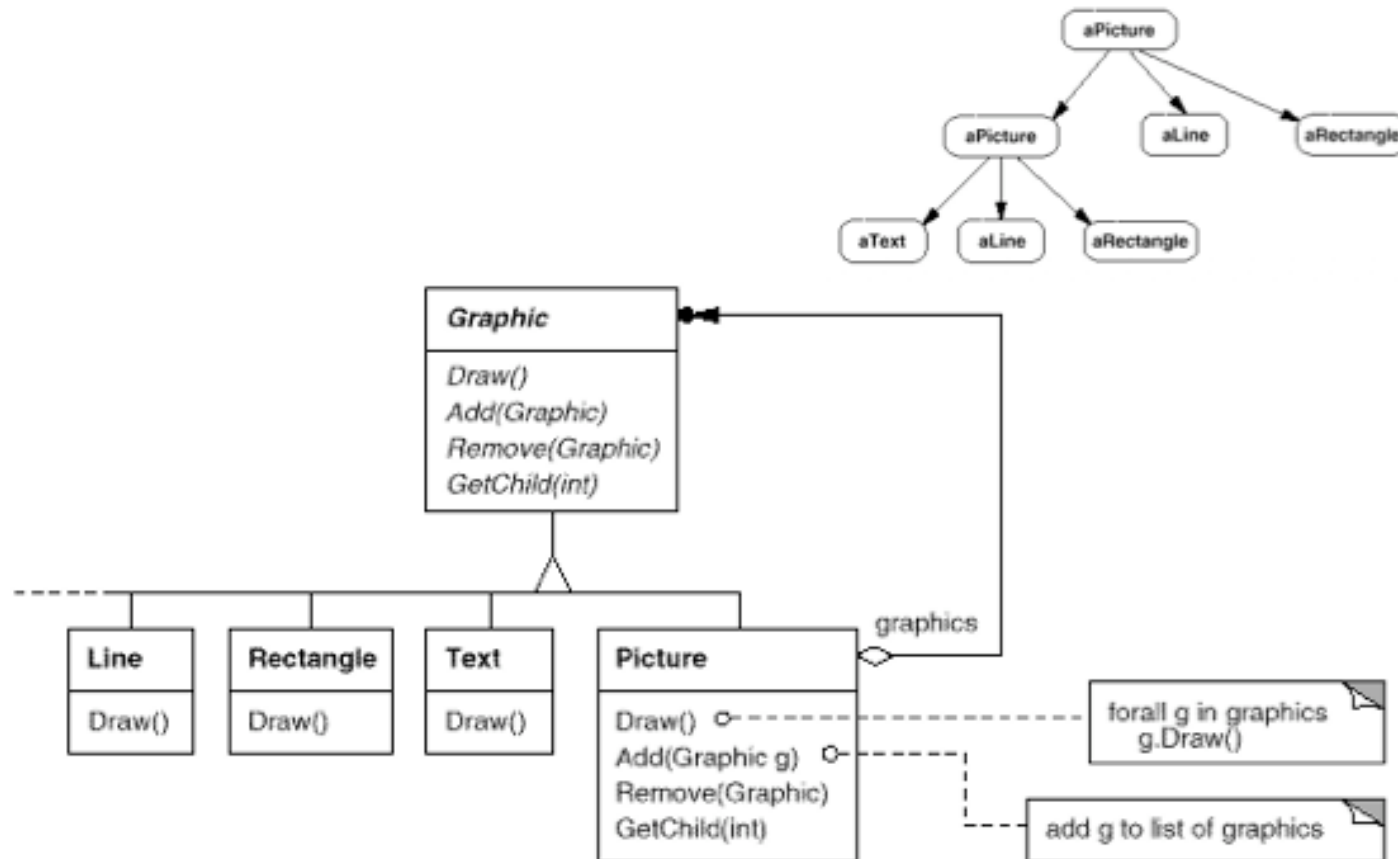 aPicture
aPicture
aLine
aRectangle
aText
aLine
aRectangle
Graphic
Draw()
Add(Graphic)
Remove(Graphic)
GetChild(int)
graphics
Line
Draw()
Rectangle
Draw()
Text
Draw()
Picture
Draw()
Add(Graphic g)
Remove(Graphic)
GetChild(int)
forall g in graphics
g.Draw()
add g to list of graphics